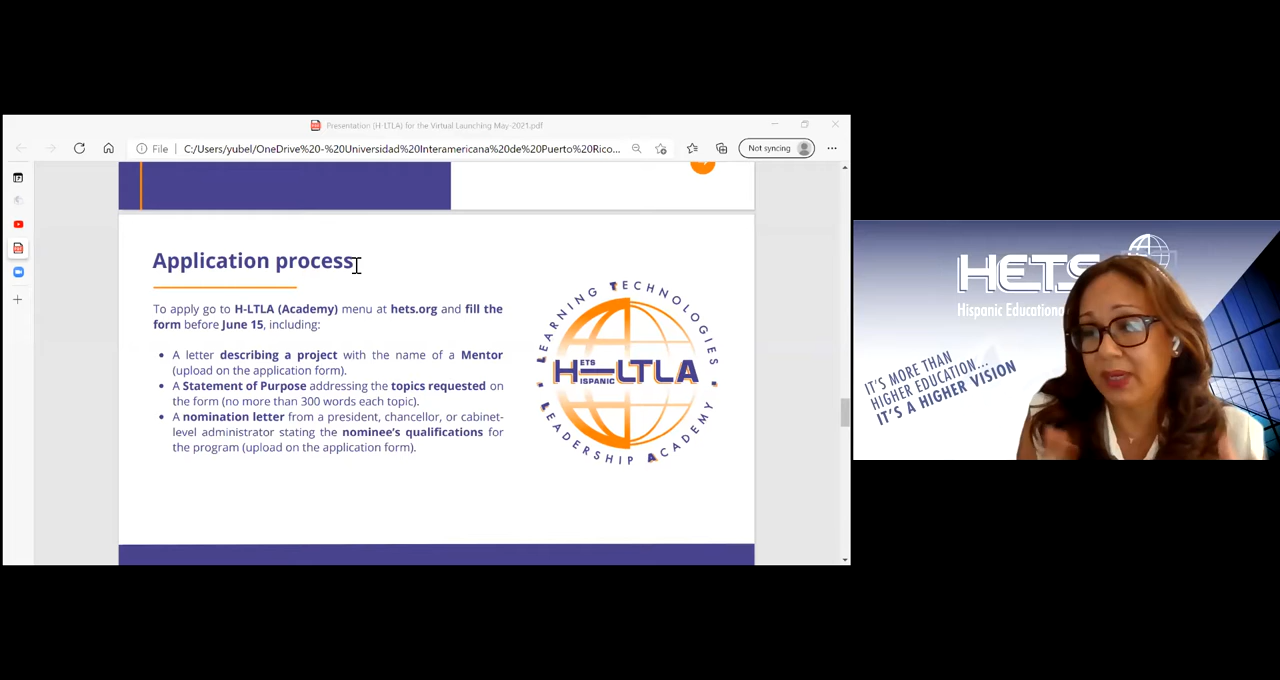 Presentation (H-LTLA) for the Virtual Launching May-2021.pdf
File
C:/Users/yubel/OneDrive%20-%20Universidad%20Interamericana%20de%20Puerto%20Rico...
Not syncing
Application process
To apply go to H-LTLA (Academy) menu at hets.org and fill the
form before June 15, including:
• A letter describing a project with the name of a Mentor
(upload on the application form).
• A Statement of Purpose addressing the topics requested on
the form (no more than 300 words each topic).
• A nomination letter from a president, chancellor, or cabinet-
level administrator stating the nominee's qualifications for
the program (upload on the application form).
LEARNING TECHNOLOGIES
H ETS ISPANIC LTLA
LEADERSHIP ACADEMY
HETS
Hispanic Educationa
IT'S MORE THAN
HIGHER EDUCATION...
IT'S A HIGHER VISION